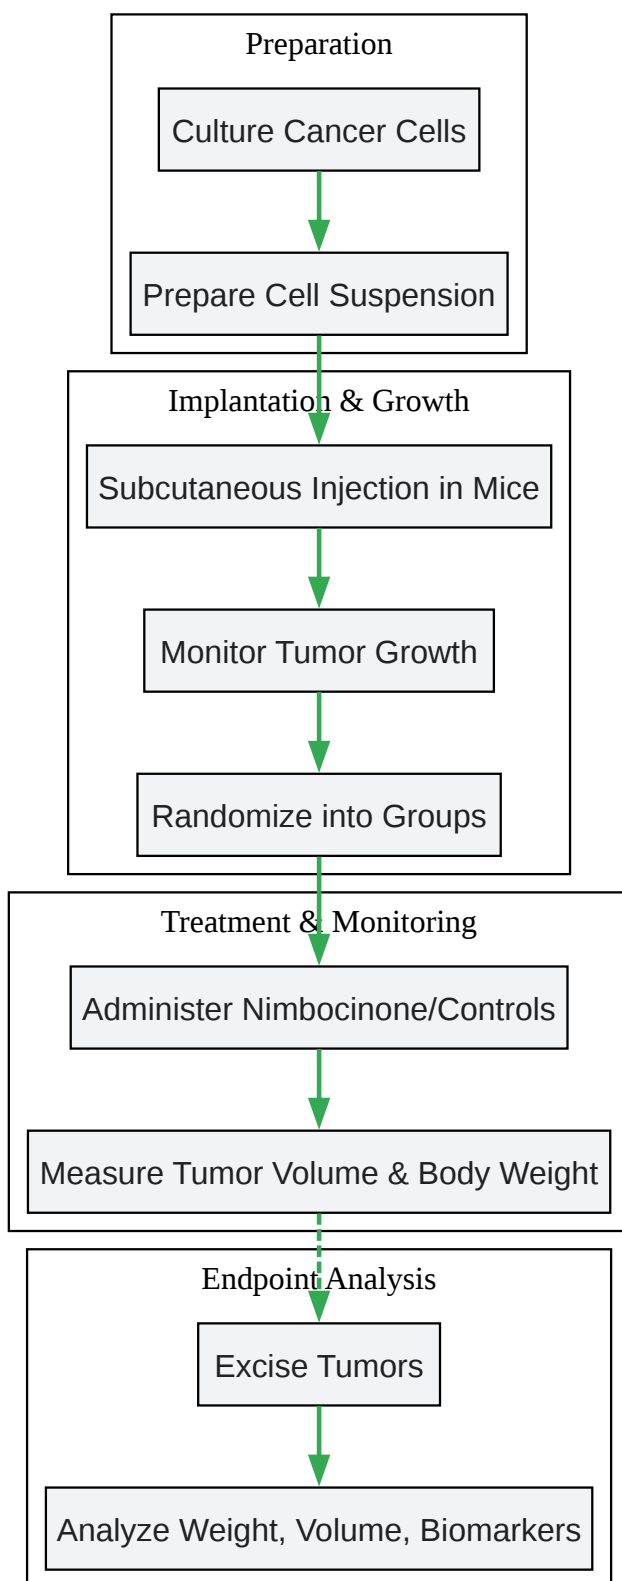 Preparation
Culture Cancer Cells
Prepare Cell Suspension
Implantation & Growth
Subcutaneous Injection in Mice
Monitor Tumor Growth
Randomize into Groups
Treatment & Monitoring
Administer Nimbocinone/Controls
Measure Tumor Volume & Body Weight
Endpoint Analysis
Excise Tumors
Analyze Weight, Volume, Biomarkers